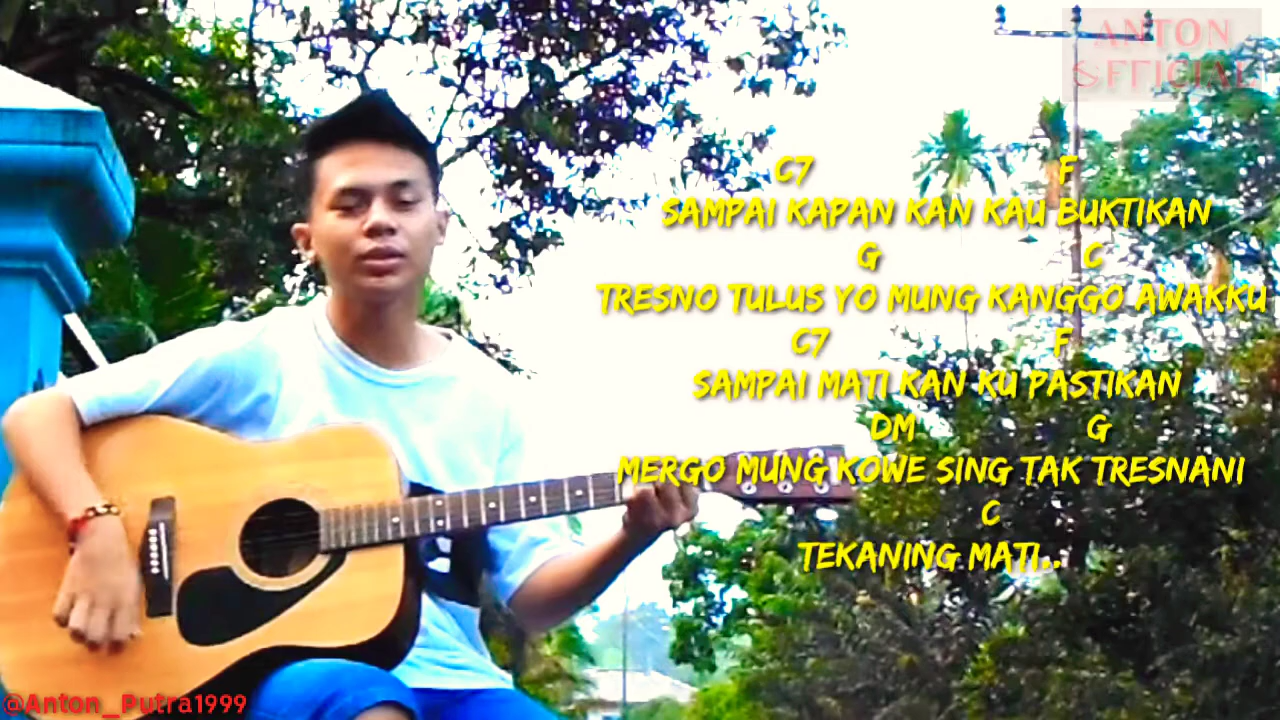 ANTON
OFFICIAL
C7 F
SAMPAI KAPAN KAN KAU BUKTIKAN
G C
TRESNO TULUS YO MUNG KANGGO AWAKKU
C7 F
SAMPAI MATI KAN KU PASTIKAN
DM G
MERGO MUNG KOWE SING TAK TRESNANI
C
TEKANING MATI..
@Anton_Putra1999